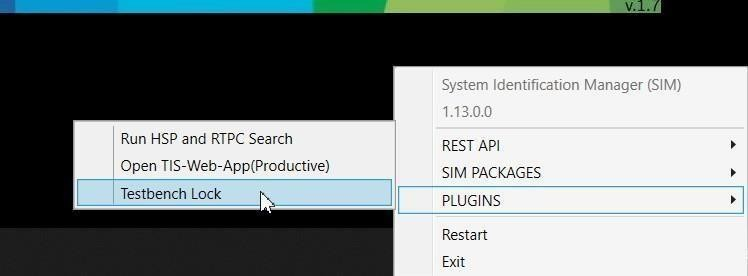 v.1.7
System Identification Manager (SIM)
1.13.0.0
REST API
SIM PACKAGES
PLUGINS
Run HSP and RTPC Search
Open TIS-Web-App(Productive)
Testbench Lock
Restart
Exit